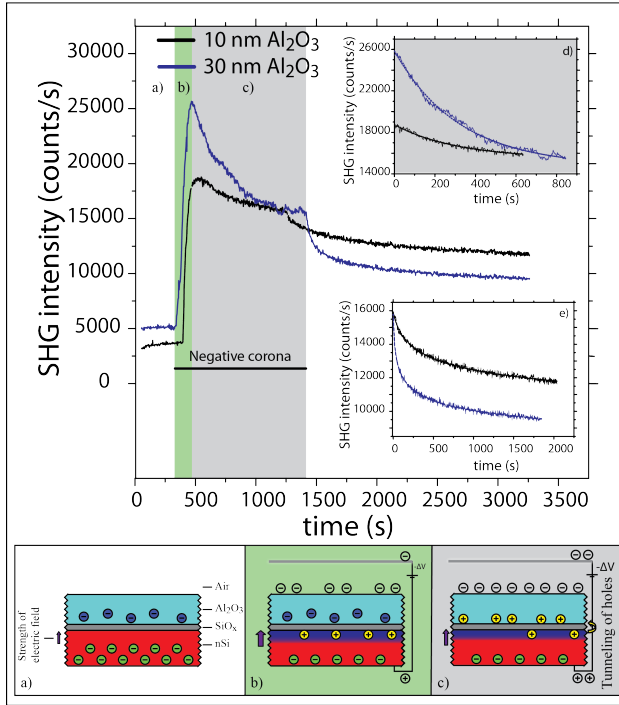 10 nm Al2O3
30 nm Al2O3
a)
b)
c)
SHG intensity (counts/s)
30000
25000
20000
15000
10000
5000
0
Negative corona
0
500
1000
1500
2000
2500
3000
3500
time (s)
d)
SHG intensity (counts/s)
26000
22000
18000
14000
0
200
400
600
800
time (s)
e)
SHG intensity (counts/s)
16000
14000
12000
10000
0
500
1000
1500
2000
time (s)
Strength of
electric field
Air
Al2O3
SiOx
nSi
a)
-ΔV
b)
-ΔV
Tunneling of holes
c)